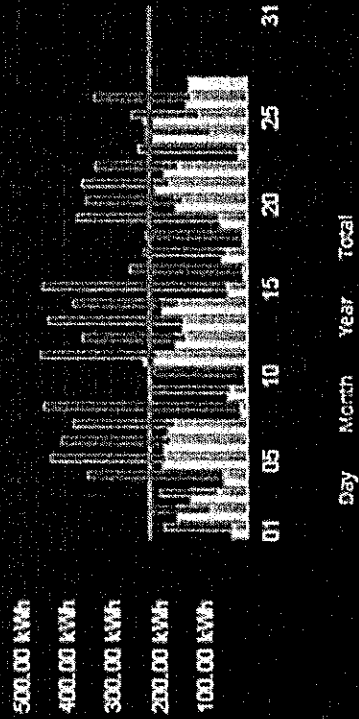 500.00 kWh
400.00 kWh
300.00 kWh
200.00 kWh
100.00 kWh
01 05 10 15 20 25 31
Day Month Year Total